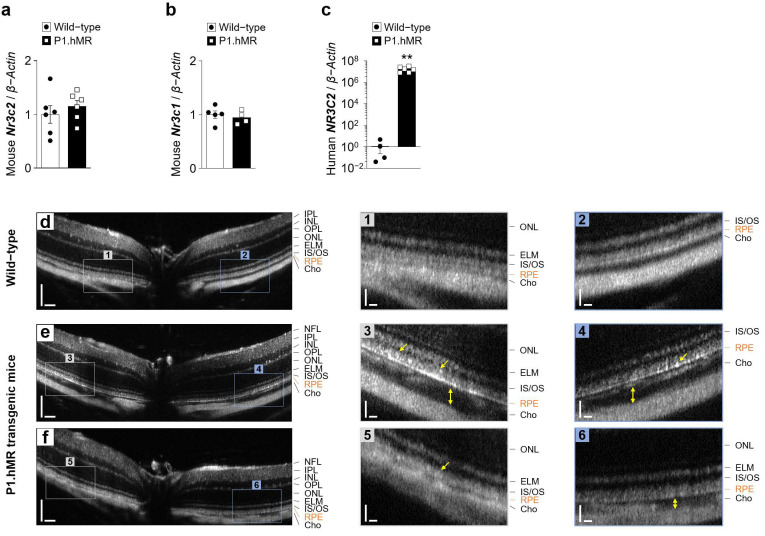 a
Wild−type
P1.hMR
Mouse Nr3c2 / β−Actin
2
1
0
b
Wild−type
P1.hMR
Mouse Nr3c1 / β−Actin
2
1
0
c
Wild−type
P1.hMR
Human NR3C2 / β−Actin
**
10⁸
10⁶
10⁴
10²
10⁰
10⁻²
Wild−type
d
1
2
IPL
INL
OPL
ONL
ELM
IS/OS
RPE
Cho
1
ONL
ELM
IS/OS
RPE
Cho
2
IS/OS
RPE
Cho
P1.hMR transgenic mice
e
3
4
NFL
IPL
INL
OPL
ONL
ELM
IS/OS
RPE
Cho
3
ONL
ELM
IS/OS
RPE
Cho
4
IS/OS
RPE
Cho
f
5
6
NFL
IPL
INL
OPL
ONL
ELM
IS/OS
RPE
Cho
5
ONL
ELM
IS/OS
RPE
Cho
6
ONL
ELM
IS/OS
RPE
Cho